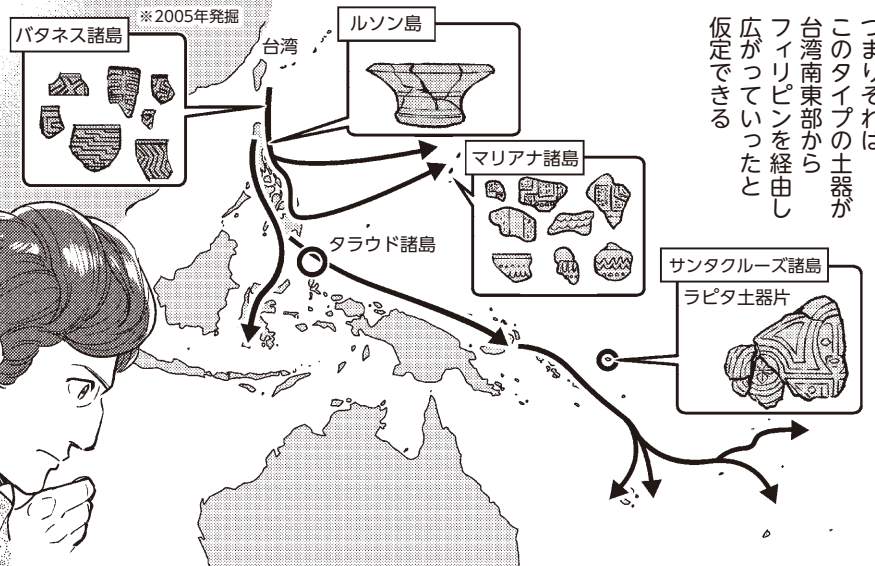 つまりそれは
このタイプの土器が
台湾南東部から
フィリピンを経由し
広がっていったと
仮定できる
※2005年発掘
バタネス諸島
台湾
ルソン島
マリアナ諸島
タラウド諸島
サンタクルーズ諸島
ラピタ土器片